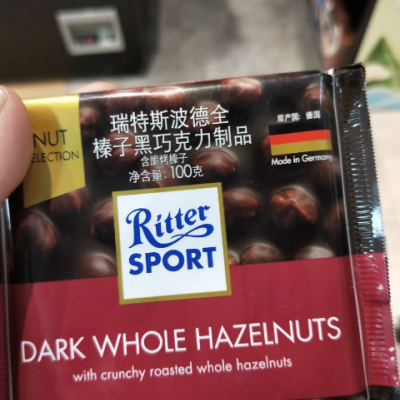 NUT
SELECTION
瑞特斯波德全
榛子黑巧克力制品
含脆烤榛子
净含量:100克
原产国: 德国
Made in Germany
Ritter
SPORT
DARK WHOLE HAZELNUTS
with crunchy roasted whole hazelnuts